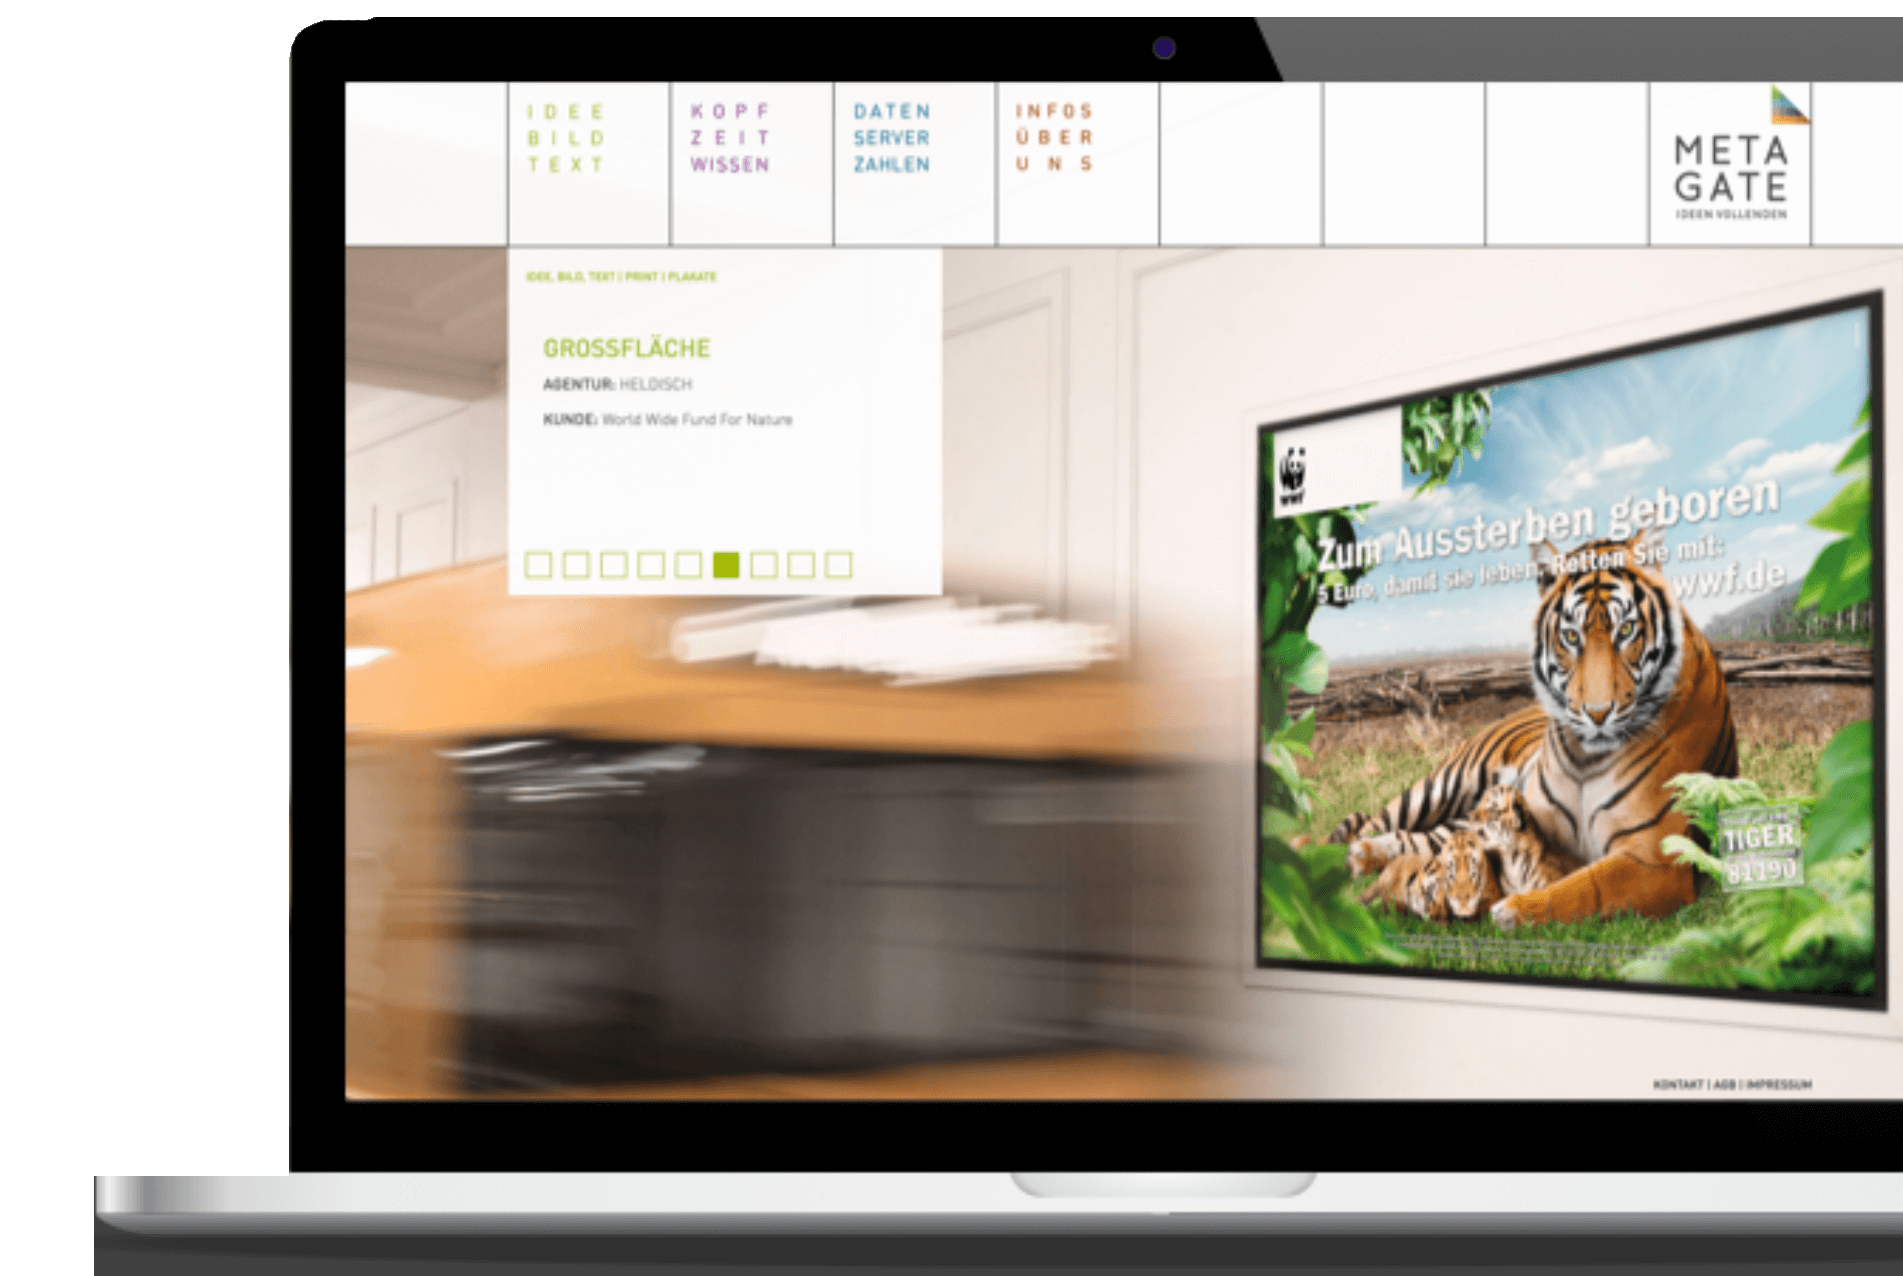 IDEE
BILD
TEXT
KOPF
ZEIT
WISSEN
DATEN
SERVER
ZAHLEN
INFOS
ÜBER
UNS
META
GATE
IDEEN VOLLENDEN
IDEE, BILD, TEXT | PRINT | PLAKATE
GROSSFLÄCHE
AGENTUR: HELDISCH
KUNDE: World Wide Fund For Nature
WWF
Zum Aussterben geboren
5 Euro, damit sie leben. Retten Sie mit:
wwf.de
TIGER
81190
KONTAKT | AGB | IMPRESSUM